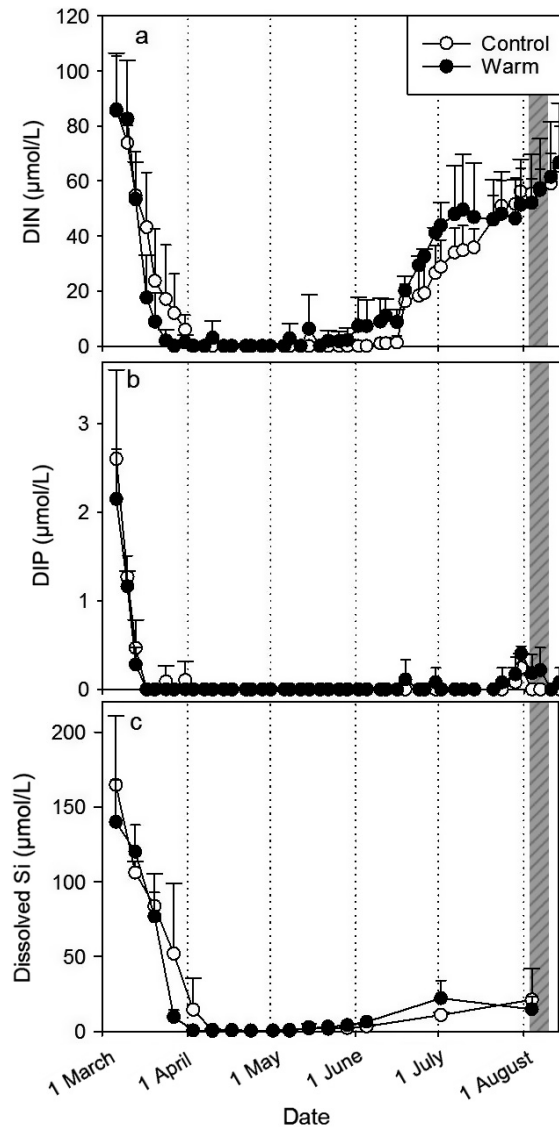 a
Control
Warm
120
100
80
60
40
20
0
DIN (µmol/L)
b
3
2
1
0
DIP (µmol/L)
c
200
150
100
50
0
Dissolved Si (µmol/L)
1 March
1 April
1 May
1 June
1 July
1 August
Date